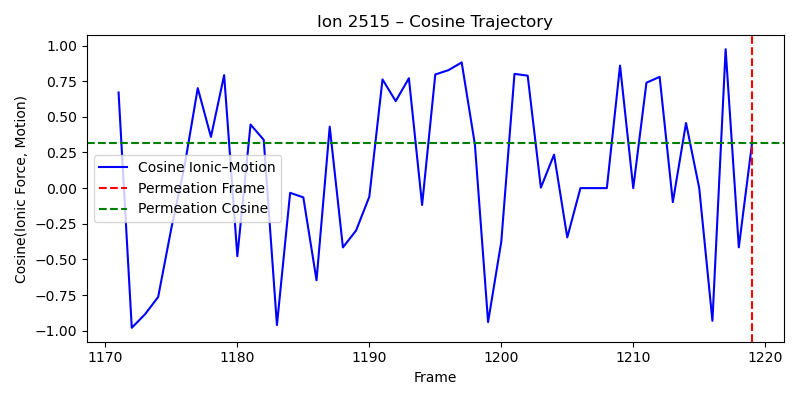 Ion 2515 – Cosine Trajectory
Cosine(Ionic Force, Motion)
1.00
0.75
0.50
0.25
0.00
−0.25
−0.50
−0.75
−1.00
Cosine Ionic–Motion
Permeation Frame
Permeation Cosine
1170
1180
1190
1200
1210
1220
Frame